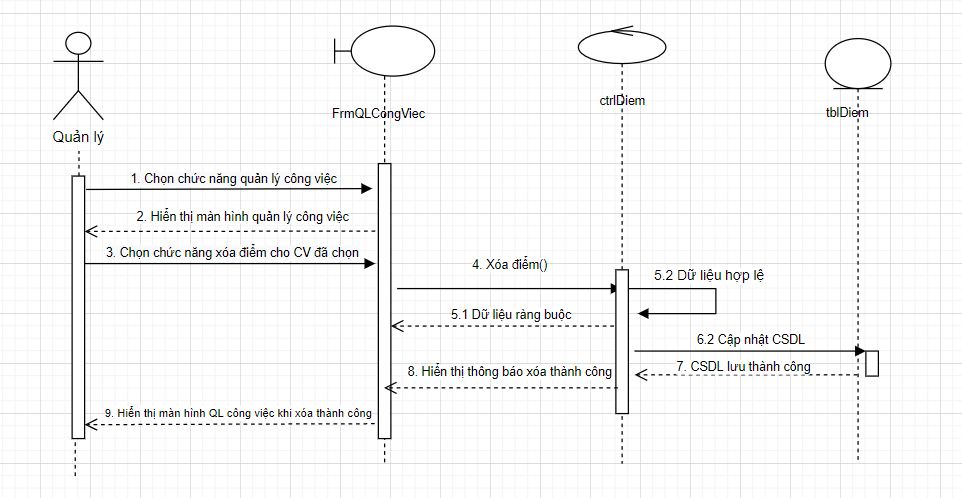 FrmQLCôngViec
ctrlDiem
tblDiem
Quản lý
1. Chọn chức năng quản lý công việc
2. Hiển thị màn hình quản lý công việc
3. Chọn chức năng xóa điểm cho CV đã chọn
4. Xóa điểm()
5.2 Dữ liệu hợp lệ
5.1 Dữ liệu ràng buộc
6.2 Cập nhật CSDL
7. CSDL lưu thành công
8. Hiển thị thông báo xóa thành công
9. Hiển thị màn hình QL công việc khi xóa thành công